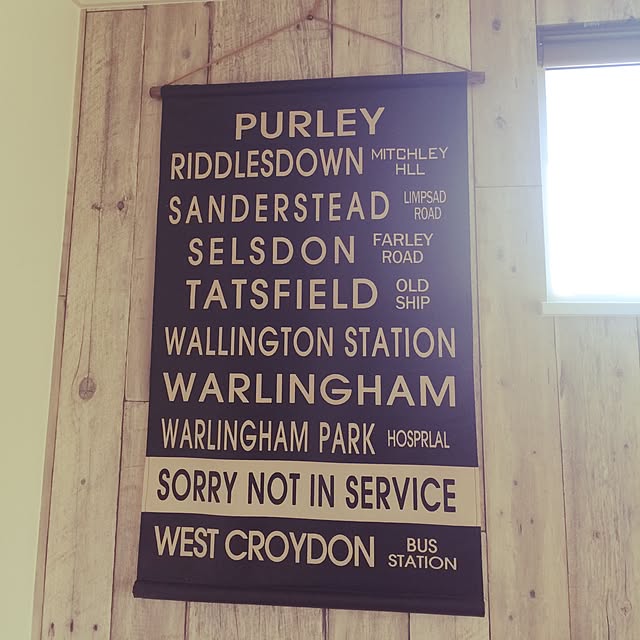 PURLEY
RIDDLESDOWN MITCHLEY HLL
SANDERSTEAD LIMPSAD ROAD
SELSDON FARLEY ROAD
TATSFIELD OLD SHIP
WALLINGTON STATION
WARLINGHAM
WARLINGHAM PARK HOSPRLAL
SORRY NOT IN SERVICE
WEST CROYDON BUS STATION